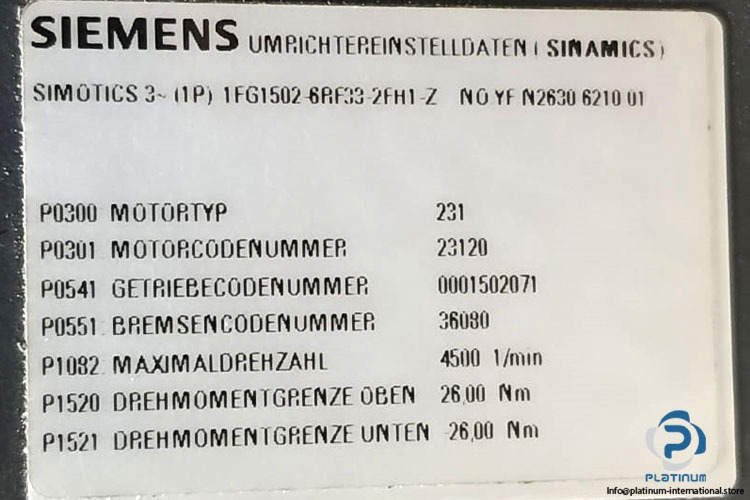 SIEMENS UMRICHTEREINSTELLDATEN ( SINAMICS )
SIMOTICS 3~ (1P) 1FG1502-6RF33-2FH1-Z NO YF N2630 6210 01
P0300 MOTORTYP 231
P0301 MOTORCODENUMMER 23120
P0541 GETRIEBECODENUMMER 0001502071
P0551 BREMSENCODENUMMER 36080
P1082 MAXIMALDREHZAHL 4500 1/min
P1520 DREHMOMENTGRENZE OBEN 26,00 Nm
P1521 DREHMOMENTGRENZE UNTEN -26,00 Nm
PLATINUM
Info@platinum-international.store